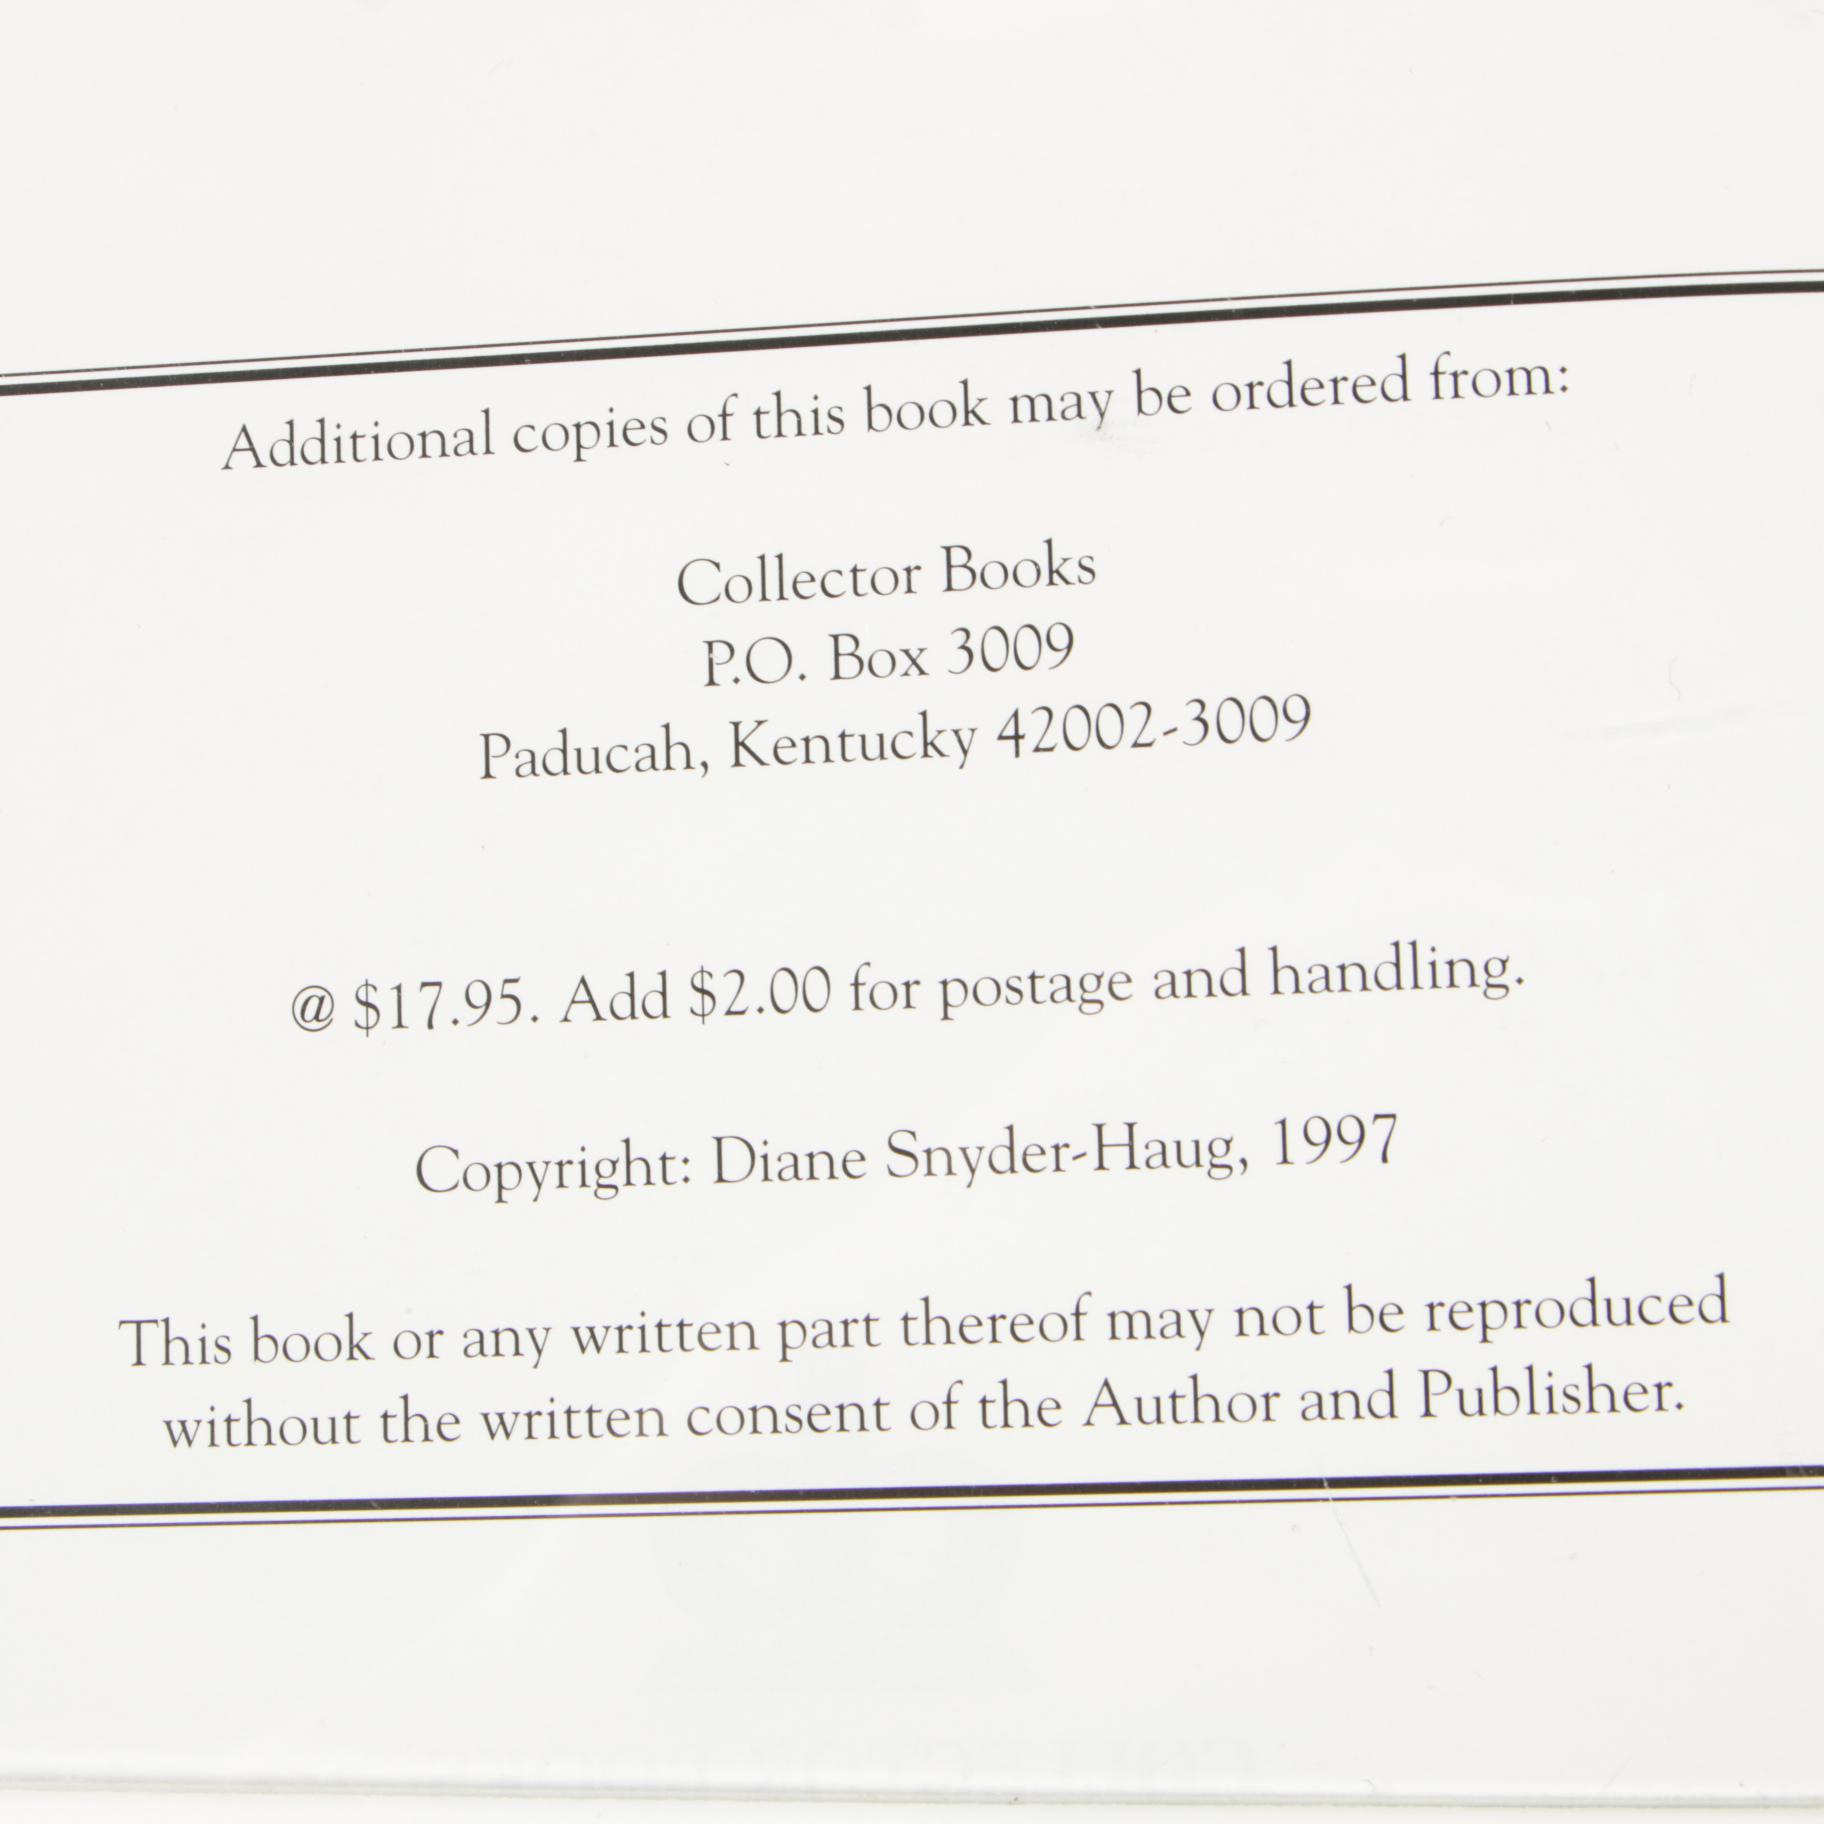 Additional copies of this book may be ordered from:
Collector Books
P.O. Box 3009
Paducah, Kentucky 42002-3009
@ $17.95. Add $2.00 for postage and handling.
Copyright: Diane Snyder-Haug, 1997
This book or any written part thereof may not be reproduced
without the written consent of the Author and Publisher.